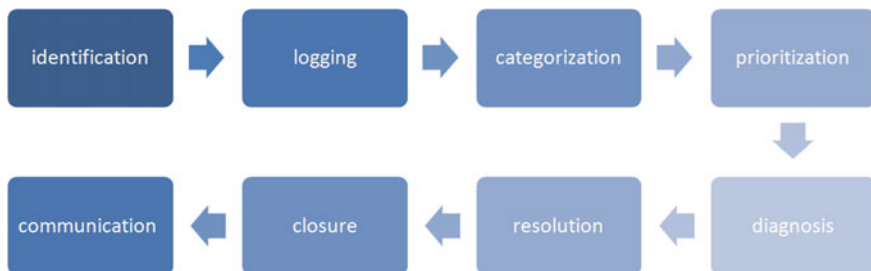 identification
logging
categorization
prioritization
diagnosis
resolution
closure
communication